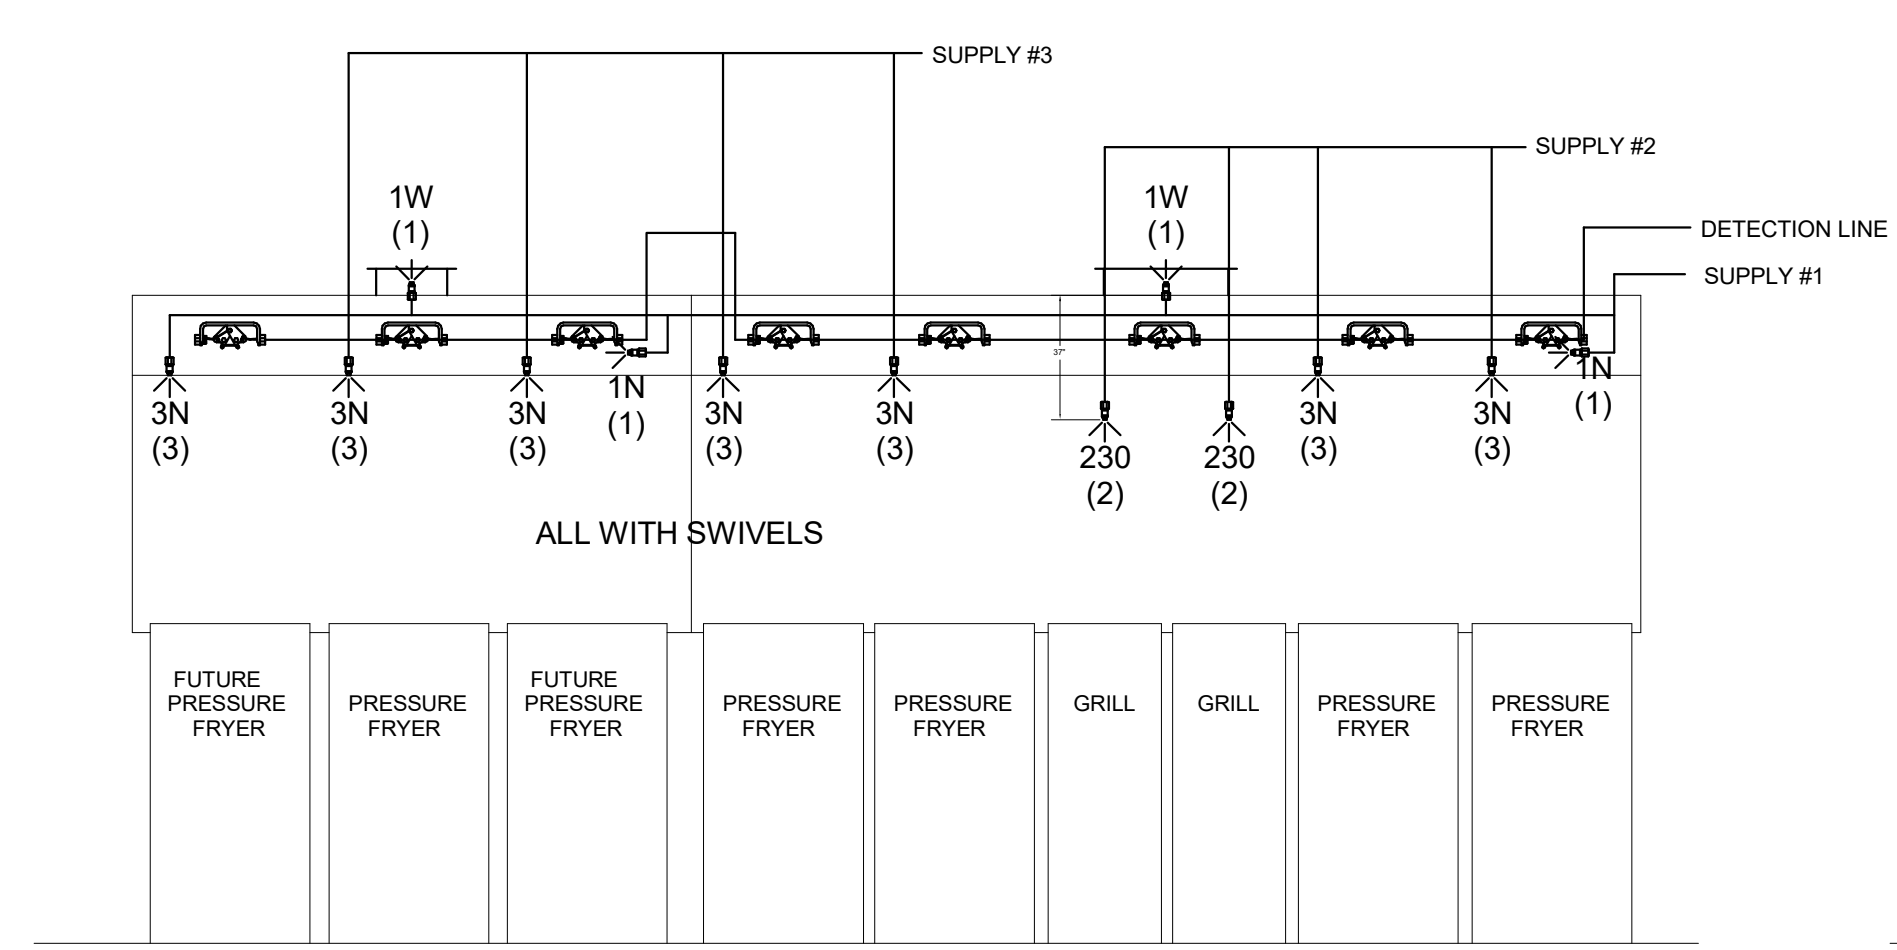 SUPPLY #3
SUPPLY #2
1W
(1)
1W
(1)
DETECTION LINE
SUPPLY #1
37"
3N
(3)
3N
(3)
3N
(3)
1N
(1)
3N
(3)
3N
(3)
230
(2)
230
(2)
3N
(3)
3N
(3)
1N
(1)
ALL WITH SWIVELS
FUTURE
PRESSURE
FRYER
PRESSURE
FRYER
FUTURE
PRESSURE
FRYER
PRESSURE
FRYER
PRESSURE
FRYER
GRILL
GRILL
PRESSURE
FRYER
PRESSURE
FRYER